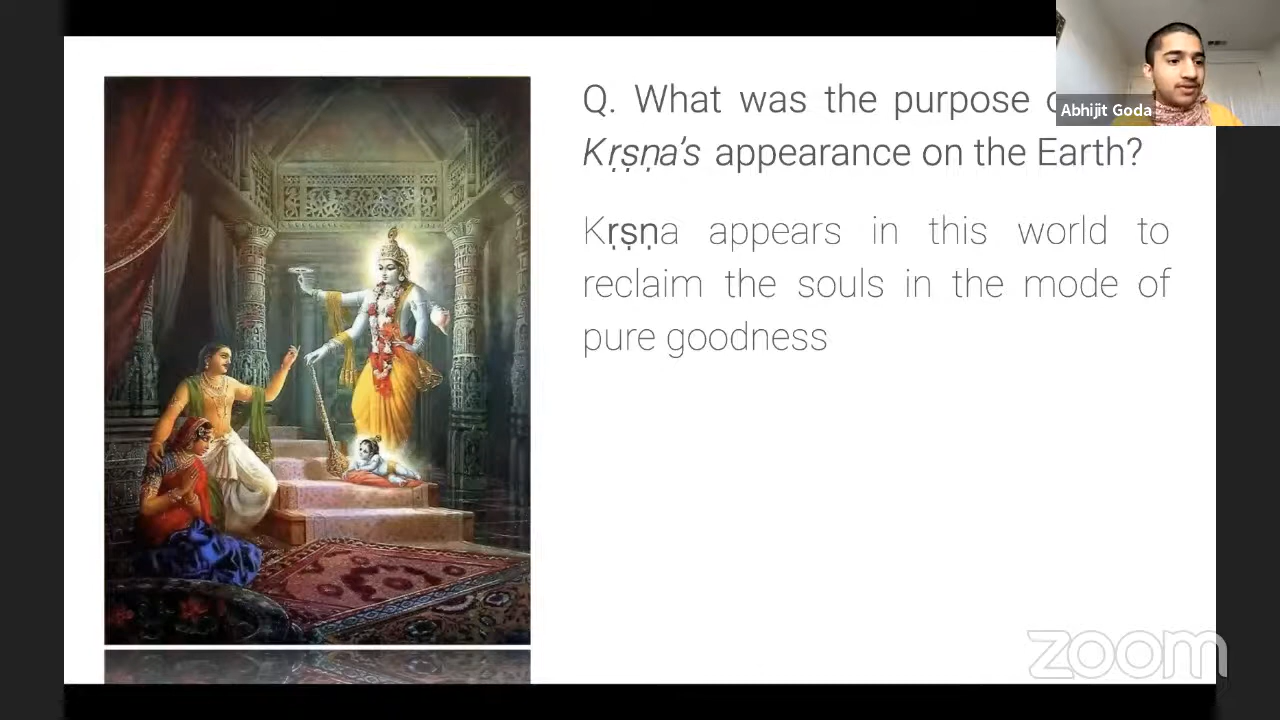 Q. What was the purpose
Kṛṣṇa's appearance on the Earth?
Kṛṣṇa appears in this world to
reclaim the souls in the mode of
pure goodness
Abhijit Goda
zoom